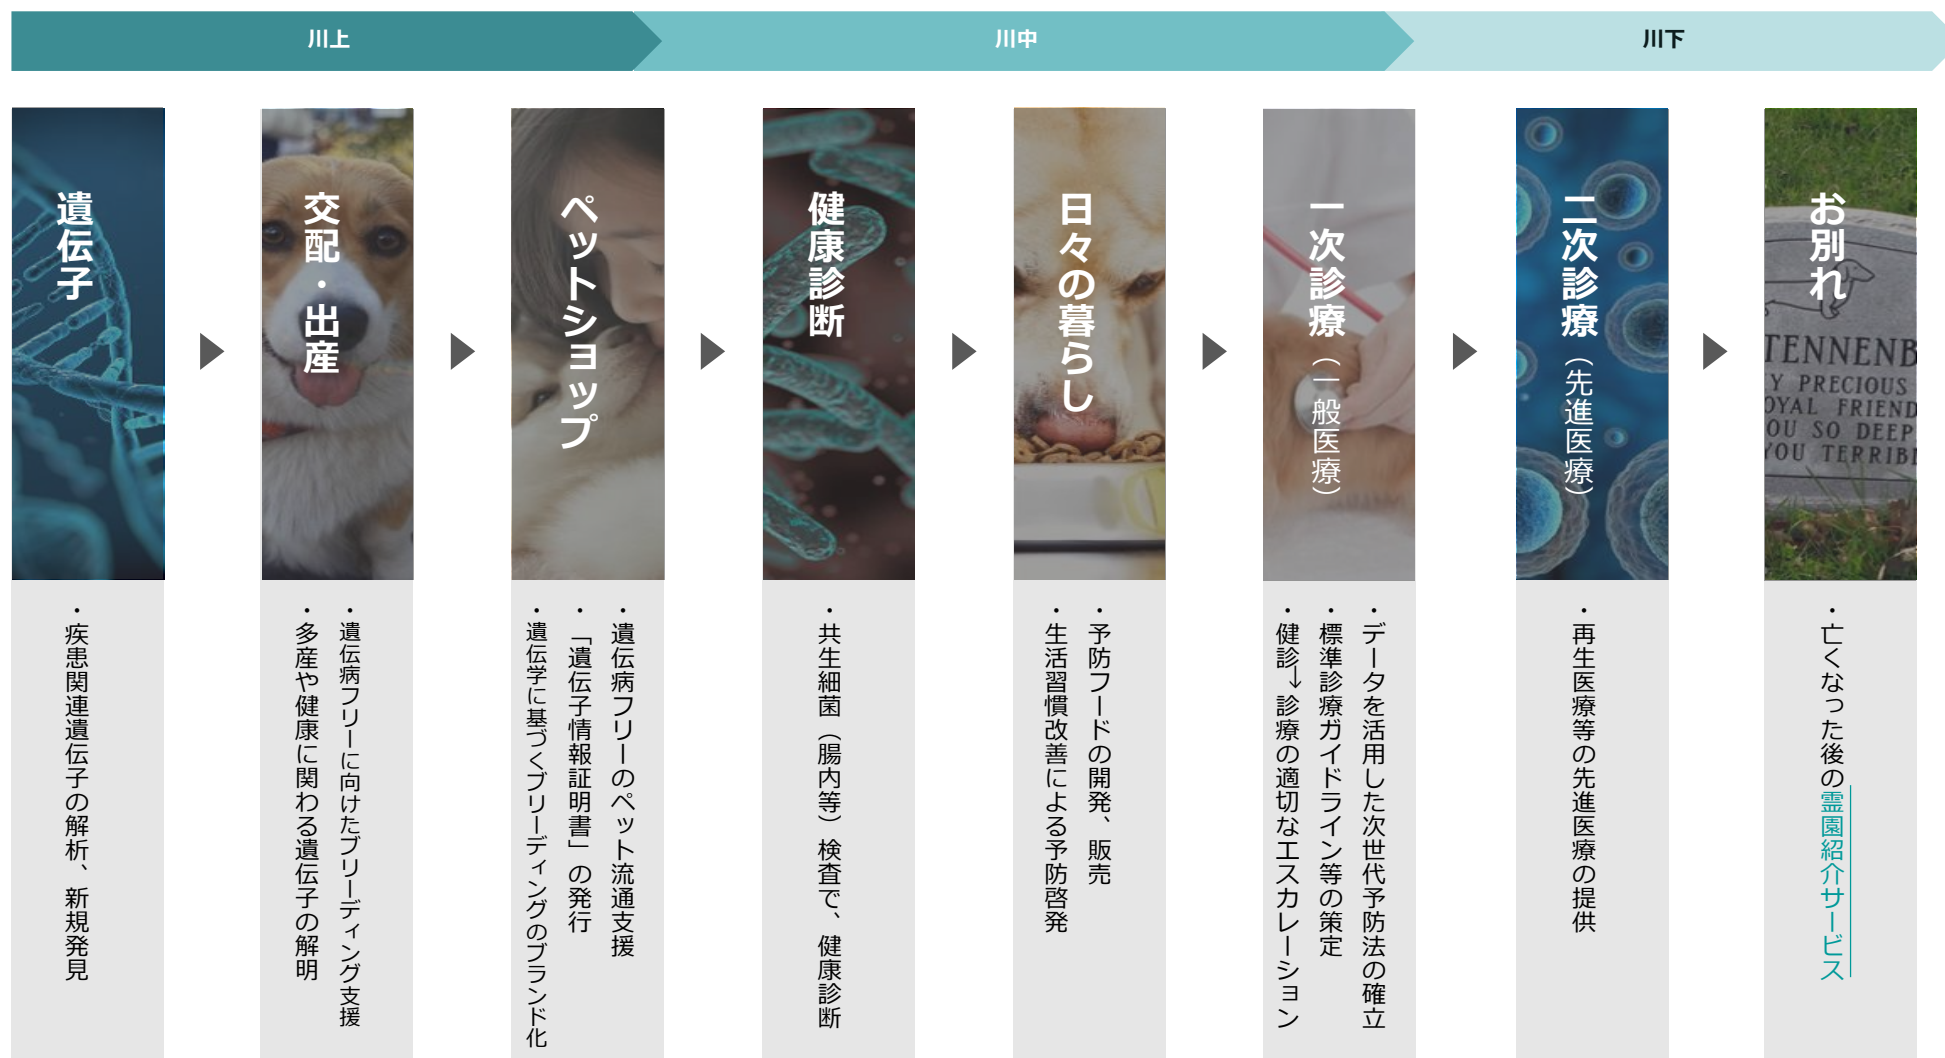 川上
川中
川下
遺伝子
・疾患関連遺伝子の解析、新規発見
交配・出産
・遺伝病フリーに向けたブリーディング支援
・多産や健康に関わる遺伝子の解明
ペットショップ
・遺伝病フリーのペット流通支援
・「遺伝子情報証明書」の発行
・遺伝学に基づくブリーディングのブランド化
健康診断
・共生細菌（腸内等）検査で、健康診断
日々の暮らし
・予防フードの開発、販売
・生活習慣改善による予防啓発
一次診療（一般医療）
・データを活用した次世代予防法の確立
・標準診療ガイドライン等の策定
・健診→診療の適切なエスカレーション
二次診療（先進医療）
・再生医療等の先進医療の提供
お別れ
TENNENB
Y PRECIOUS
OYAL FRIEND
OU SO DEEP
YOU TERRIB
・亡くなった後の霊園紹介サービス